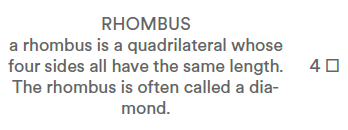 RHOMBUS
a rhombus is a quadrilateral whose
four sides all have the same length. 4 □
The rhombus is often called a dia-
mond.